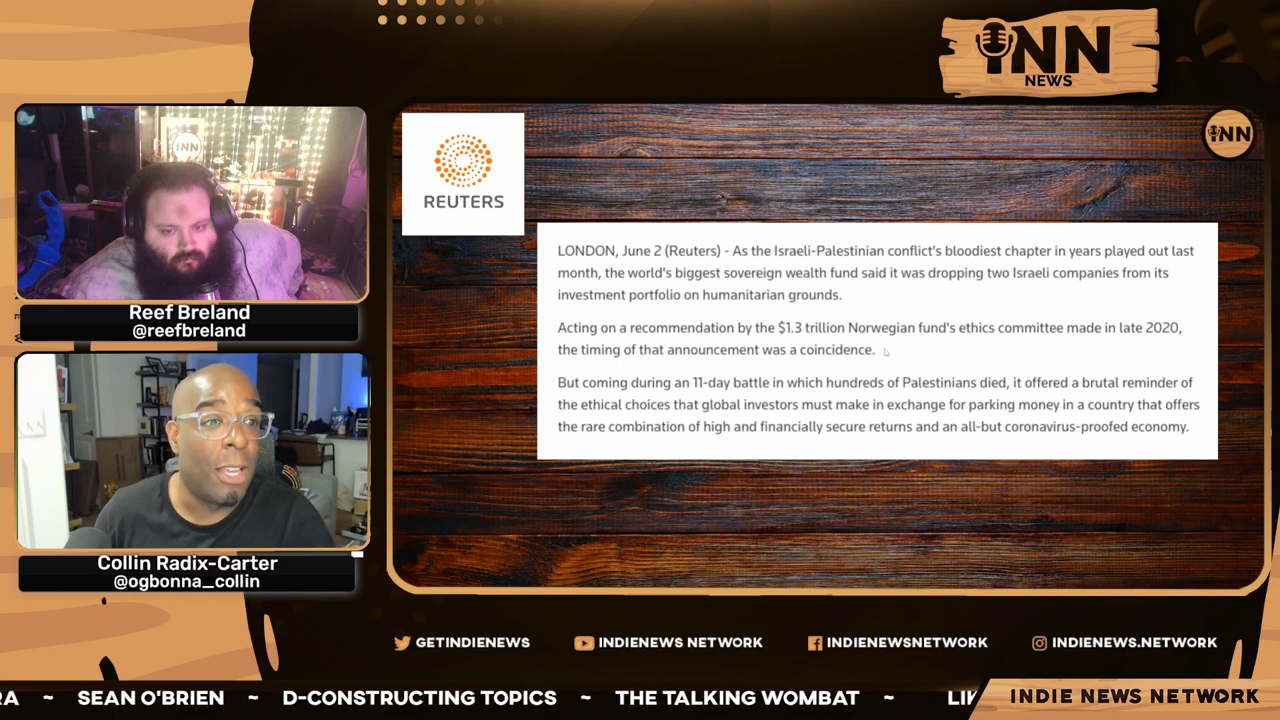 INN
NEWS
INN
INN
REUTERS
LONDON, June 2 (Reuters) - As the Israeli-Palestinian conflict's bloodiest chapter in years played out last
month, the world's biggest sovereign wealth fund said it was dropping two Israeli companies from its
investment portfolio on humanitarian grounds.
Acting on a recommendation by the $1.3 trillion Norwegian fund's ethics committee made in late 2020,
the timing of that announcement was a coincidence.
But coming during an 11-day battle in which hundreds of Palestinians died, it offered a brutal reminder of
the ethical choices that global investors must make in exchange for parking money in a country that offers
the rare combination of high and financially secure returns and an all-but coronavirus-proofed economy.
Reef Breland
@reefbreland
Collin Radix-Carter
@ogbonna_collin
GETINDIENEWS
INDIENEWS NETWORK
INDIENEWSNETWORK
INDIENEWS.NETWORK
RA ~ SEAN O'BRIEN ~ D-CONSTRUCTING TOPICS ~ THE TALKING WOMBAT ~ LI
INDIE NEWS NETWORK